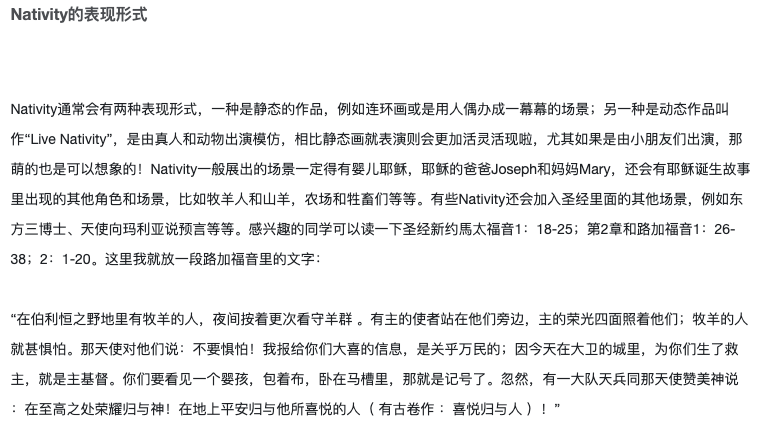 Nativity的表现形式
Nativity通常会有两种表现形式，一种是静态的作品，例如连环画或是用人偶办成一幕幕的场景；另一种是动态作品叫
作“Live Nativity”，是由真人和动物出演模仿，相比静态画就表演则会更加活灵活现啦，尤其如果是由小朋友们出演，那
萌的也是可以想象的！Nativity一般展出的场景一定得有婴儿耶稣，耶稣的爸爸Joseph和妈妈Mary，还会有耶稣诞生故事
里出现的其他角色和场景，比如牧羊人和山羊，农场和牲畜们等等。有些Nativity还会加入圣经里面的其他场景，例如东
方三博士、天使向玛利亚说预言等等。感兴趣的同学可以读一下圣经新约馬太福音1：18-25；第2章和路加福音1：26-
38；2：1-20。这里我就放一段路加福音里的文字：
“在伯利恒之野地里有牧羊的人，夜间按着更次看守羊群 。有主的使者站在他们旁边，主的荣光四面照着他们；牧羊的人
就甚惧怕。那天使对他们说：不要惧怕！我报给你们大喜的信息，是关乎万民的；因今天在大卫的城里，为你们生了救
主，就是主基督。你们要看见一个婴孩，包着布，卧在马槽里，那就是记号了。忽然，有一大队天兵同那天使赞美神说
：在至高之处荣耀归与神！在地上平安归与他所喜悦的人（ 有古卷作 ：喜悦归与人 ）！”